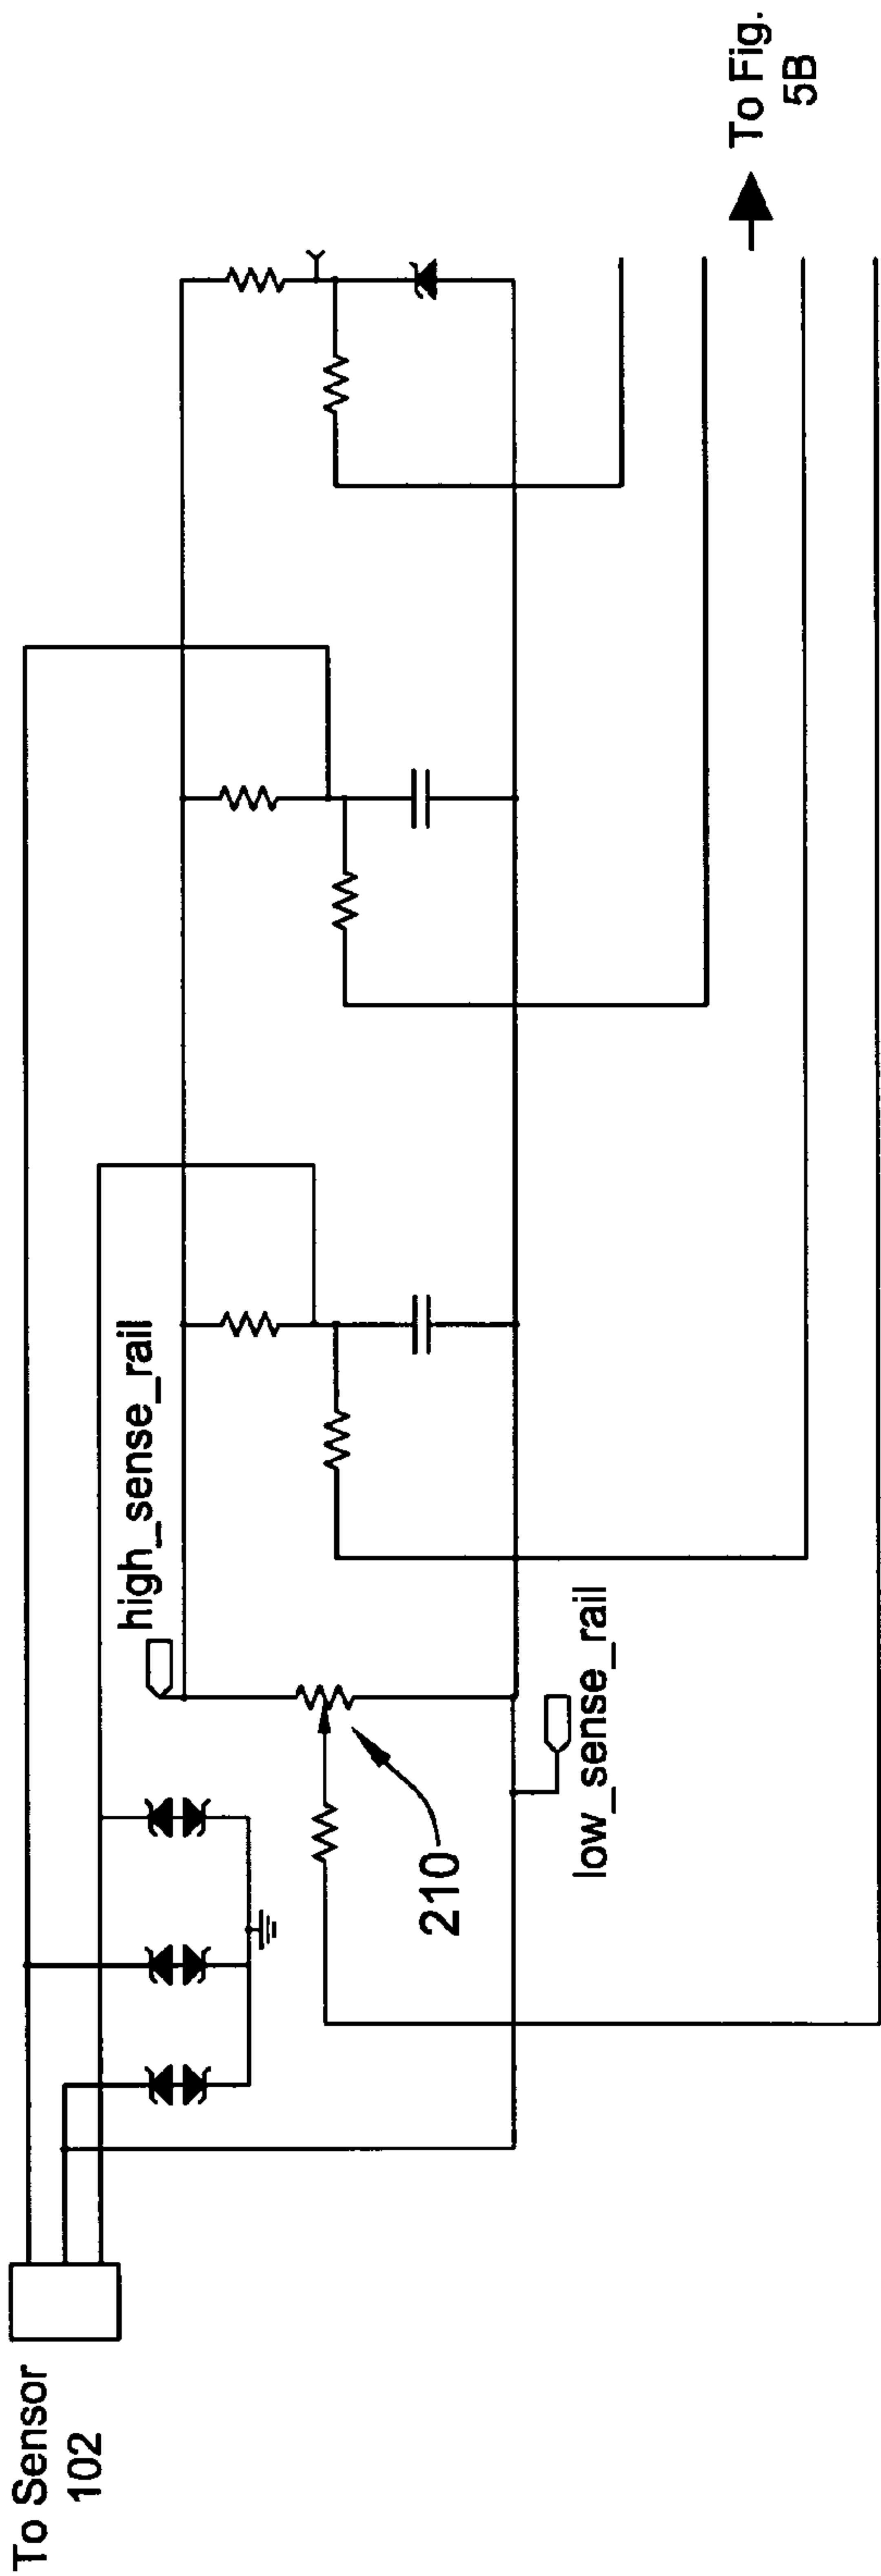 To Sensor
102
high_sense_rail
210
low_sense_rail
To Fig.
5B